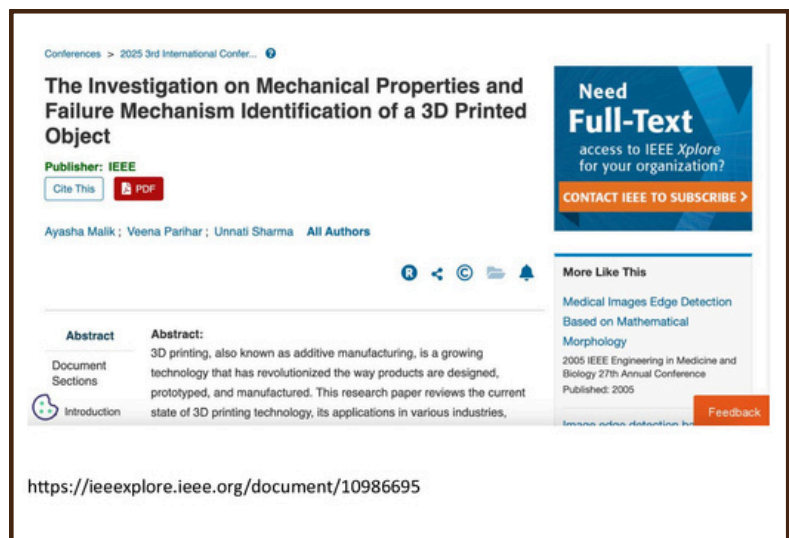 Conferences > 2025 3rd International Confer... ?
The Investigation on Mechanical Properties and
Failure Mechanism Identification of a 3D Printed
Object
Publisher: IEEE
Cite This
PDF
Ayasha Malik ; Veena Parihar ; Unnati Sharma All Authors
R
©
Abstract
Document
Sections
Introduction
Abstract:
3D printing, also known as additive manufacturing, is a growing
technology that has revolutionized the way products are designed,
prototyped, and manufactured. This research paper reviews the current
state of 3D printing technology, its applications in various industries,
Need
Full-Text
access to IEEE Xplore
for your organization?
CONTACT IEEE TO SUBSCRIBE >
More Like This
Medical Images Edge Detection
Based on Mathematical
Morphology
2005 IEEE Engineering in Medicine and
Biology 27th Annual Conference
Published: 2005
Image edge detection
Feedback
https://ieeexplore.ieee.org/document/10986695